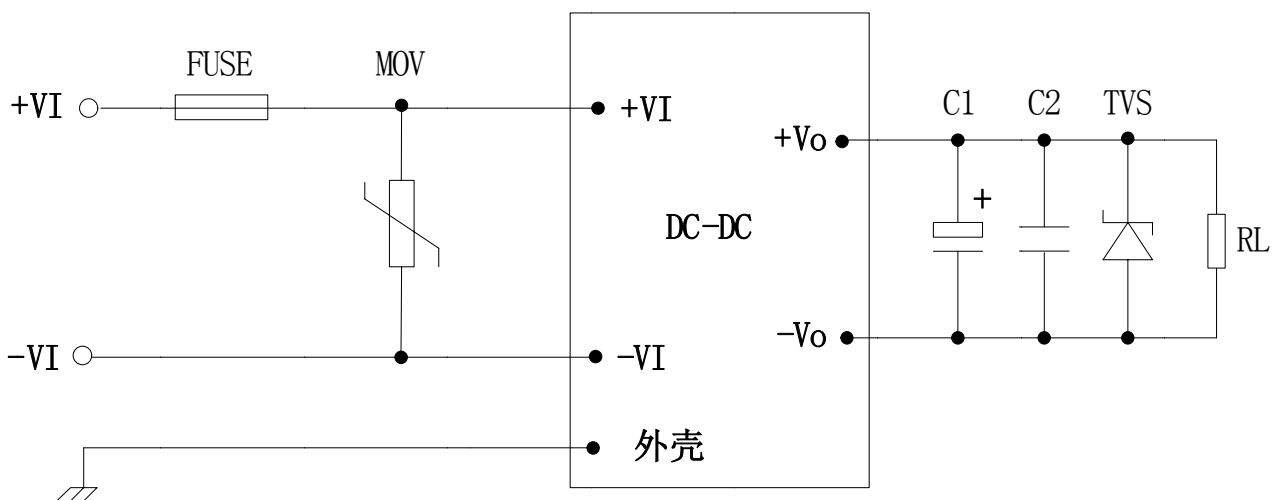 FUSE
MOV
+VI
+VI
C1
C2
TVS
+Vo
+
DC-DC
RL
-Vo
-VI
-VI
外壳